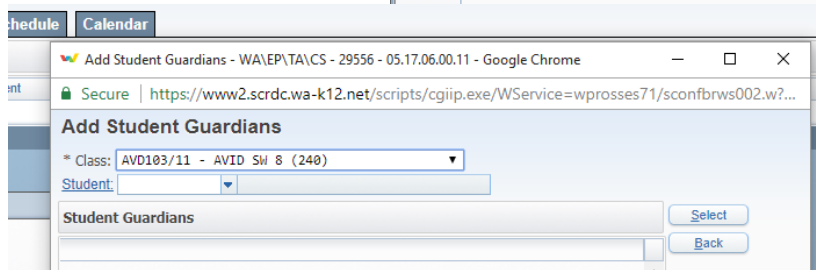 chedule Calendar
Add Student Guardians - WA\EP\TA\CS - 29556 - 05.17.06.00.11 - Google Chrome
ent
Secure | https://www2.scrdc.wa-k12.net/scripts/cgiip.exe/WService=wprosses71/sconfbrws002.w?...
Add Student Guardians
* Class: AVD103/11 - AVID SW 8 (240)
Student:
Student Guardians
Select
Back